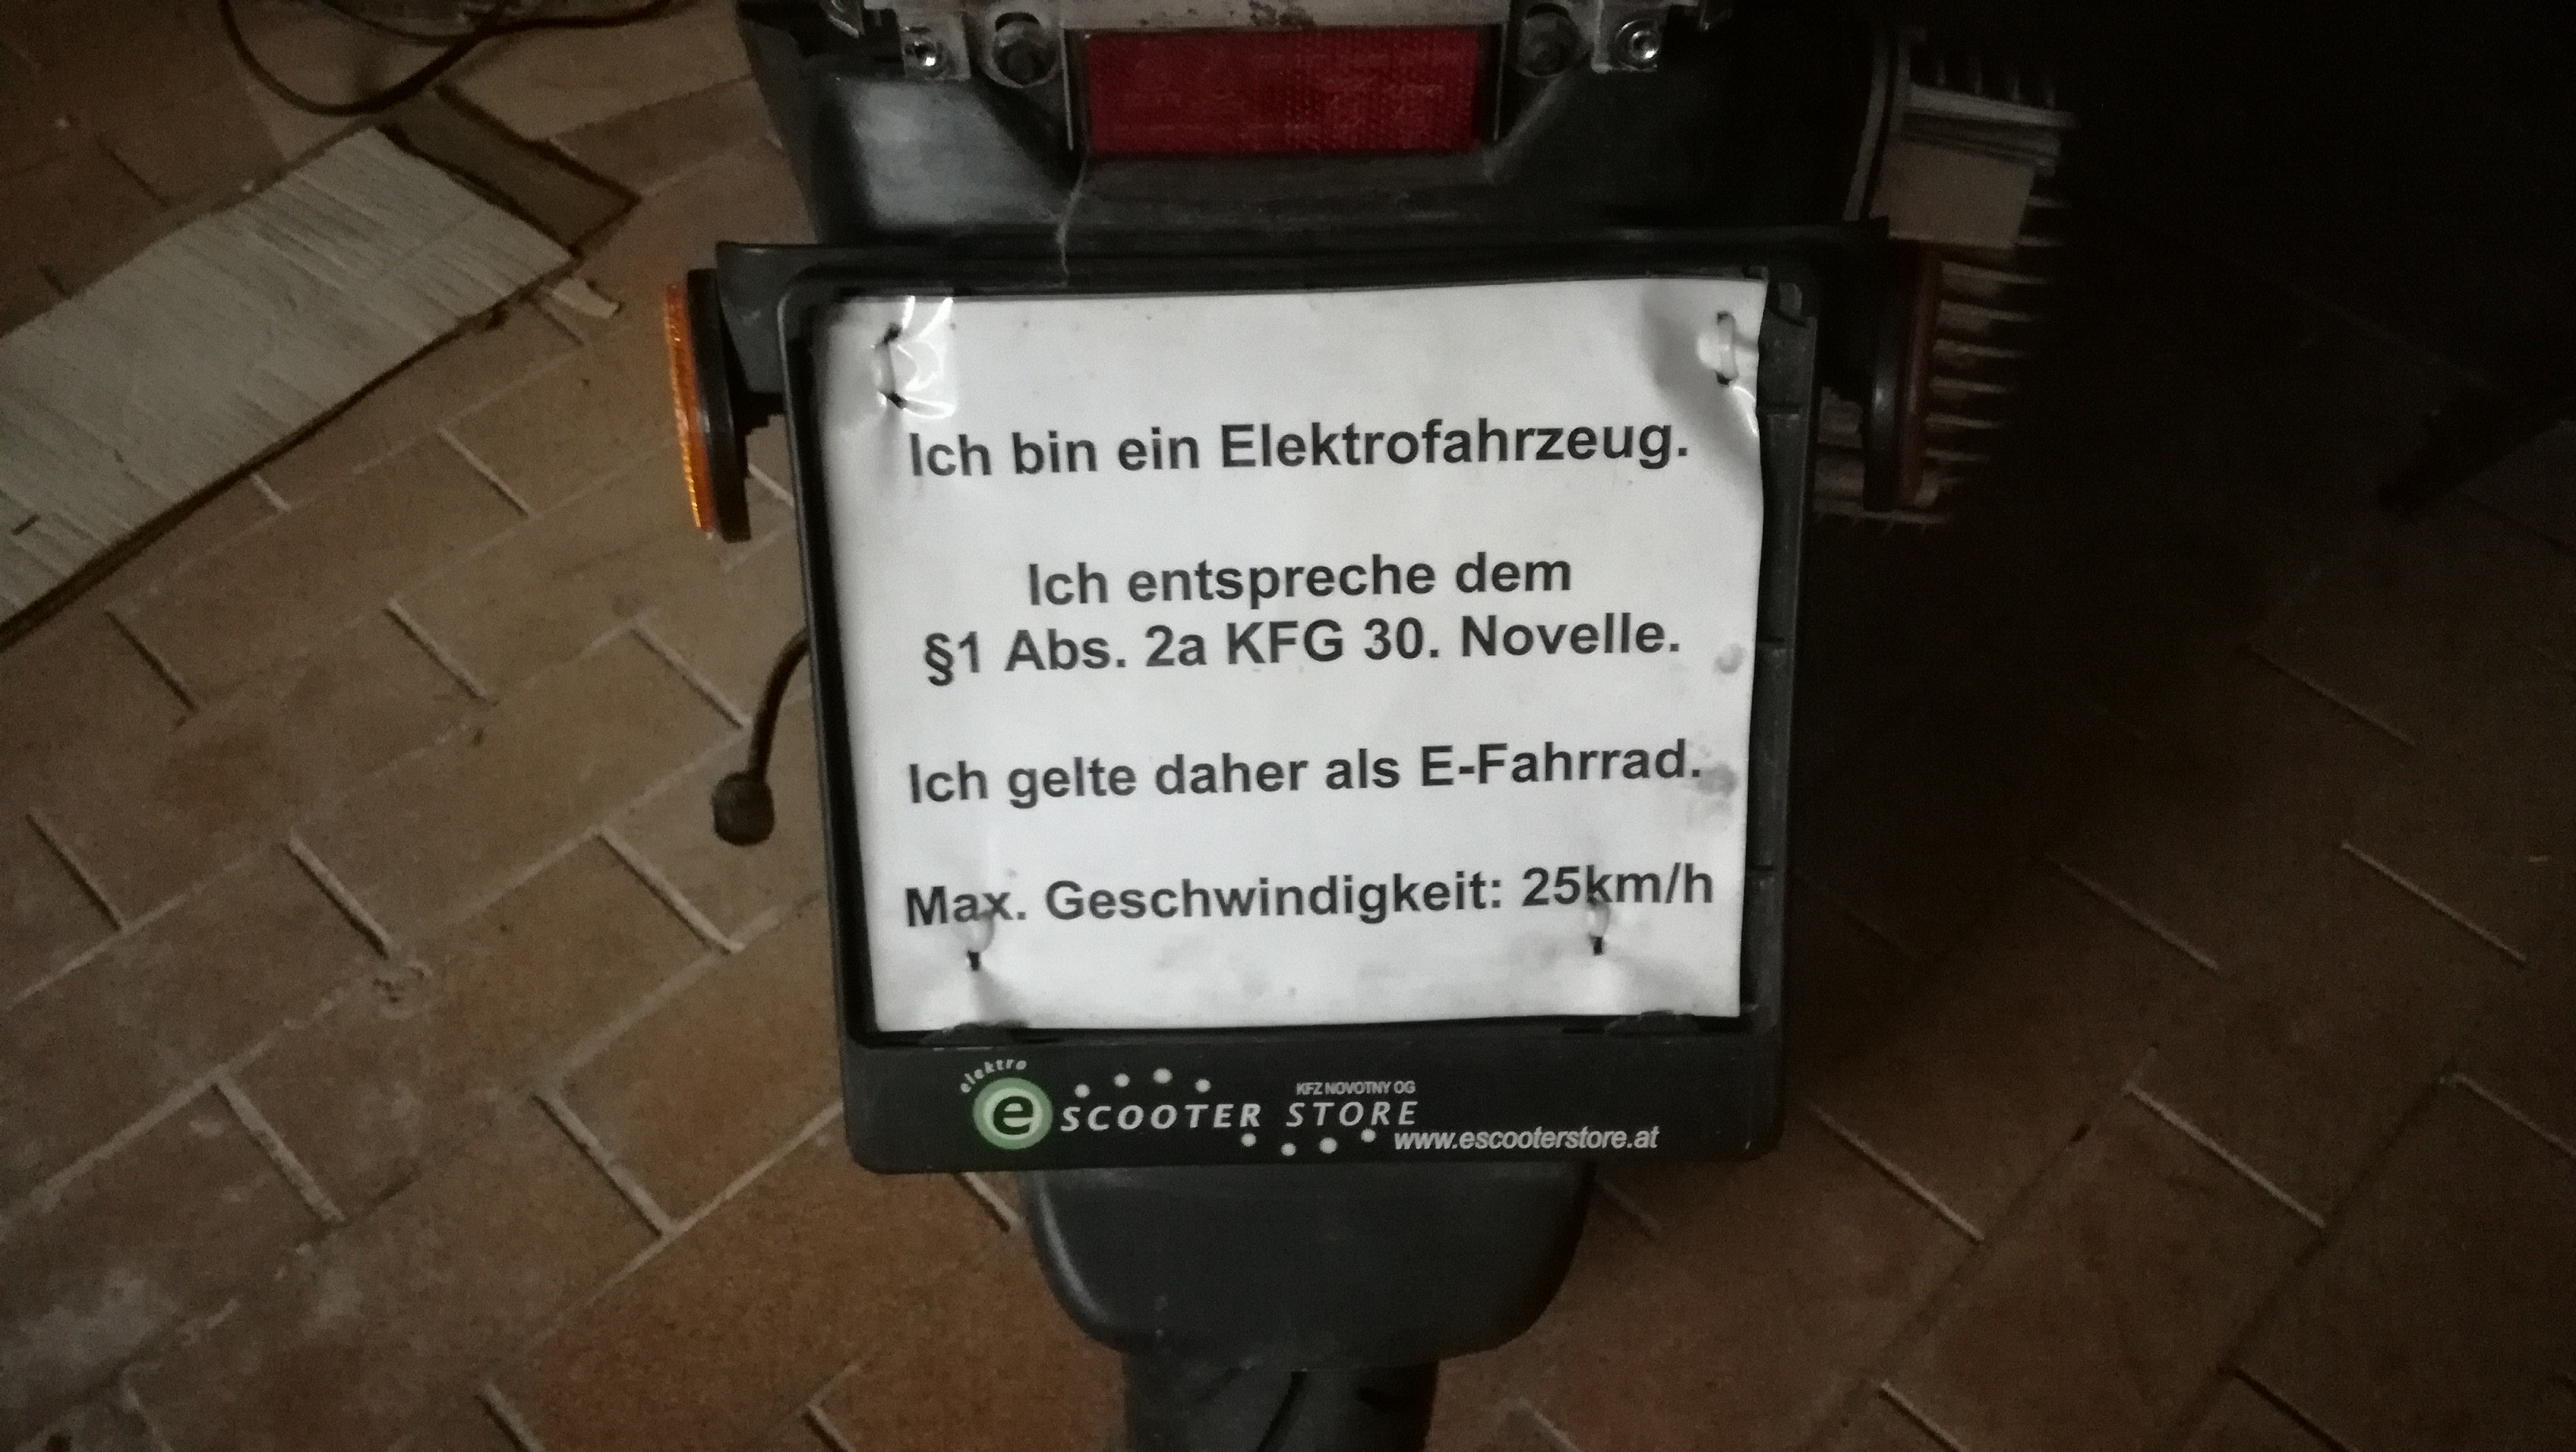 Ich bin ein Elektrofahrzeug.
Ich entspreche dem
§1 Abs. 2a KFG 30. Novelle.
Ich gelte daher als E-Fahrrad.
Max. Geschwindigkeit: 25km/h
elektro
e SCOOTER STORE
KFZ NOVOTNY OG
www.escooterstore.at